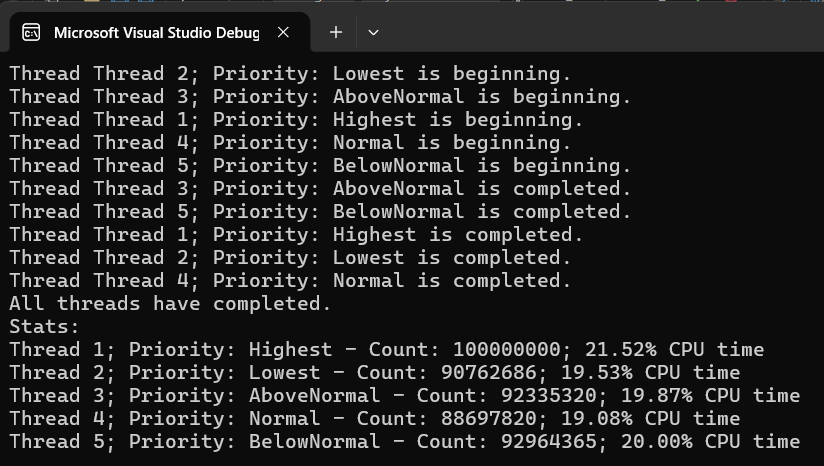 Microsoft Visual Studio Debug
Thread Thread 2; Priority: Lowest is beginning.
Thread Thread 3; Priority: AboveNormal is beginning.
Thread Thread 1; Priority: Highest is beginning.
Thread Thread 4; Priority: Normal is beginning.
Thread Thread 5; Priority: BelowNormal is beginning.
Thread Thread 3; Priority: AboveNormal is completed.
Thread Thread 5; Priority: BelowNormal is completed.
Thread Thread 1; Priority: Highest is completed.
Thread Thread 2; Priority: Lowest is completed.
Thread Thread 4; Priority: Normal is completed.
All threads have completed.
Stats:
Thread 1; Priority: Highest - Count: 100000000; 21.52% CPU time
Thread 2; Priority: Lowest - Count: 90762686; 19.53% CPU time
Thread 3; Priority: AboveNormal - Count: 92335320; 19.87% CPU time
Thread 4; Priority: Normal - Count: 88697820; 19.08% CPU time
Thread 5; Priority: BelowNormal - Count: 92964365; 20.00% CPU time